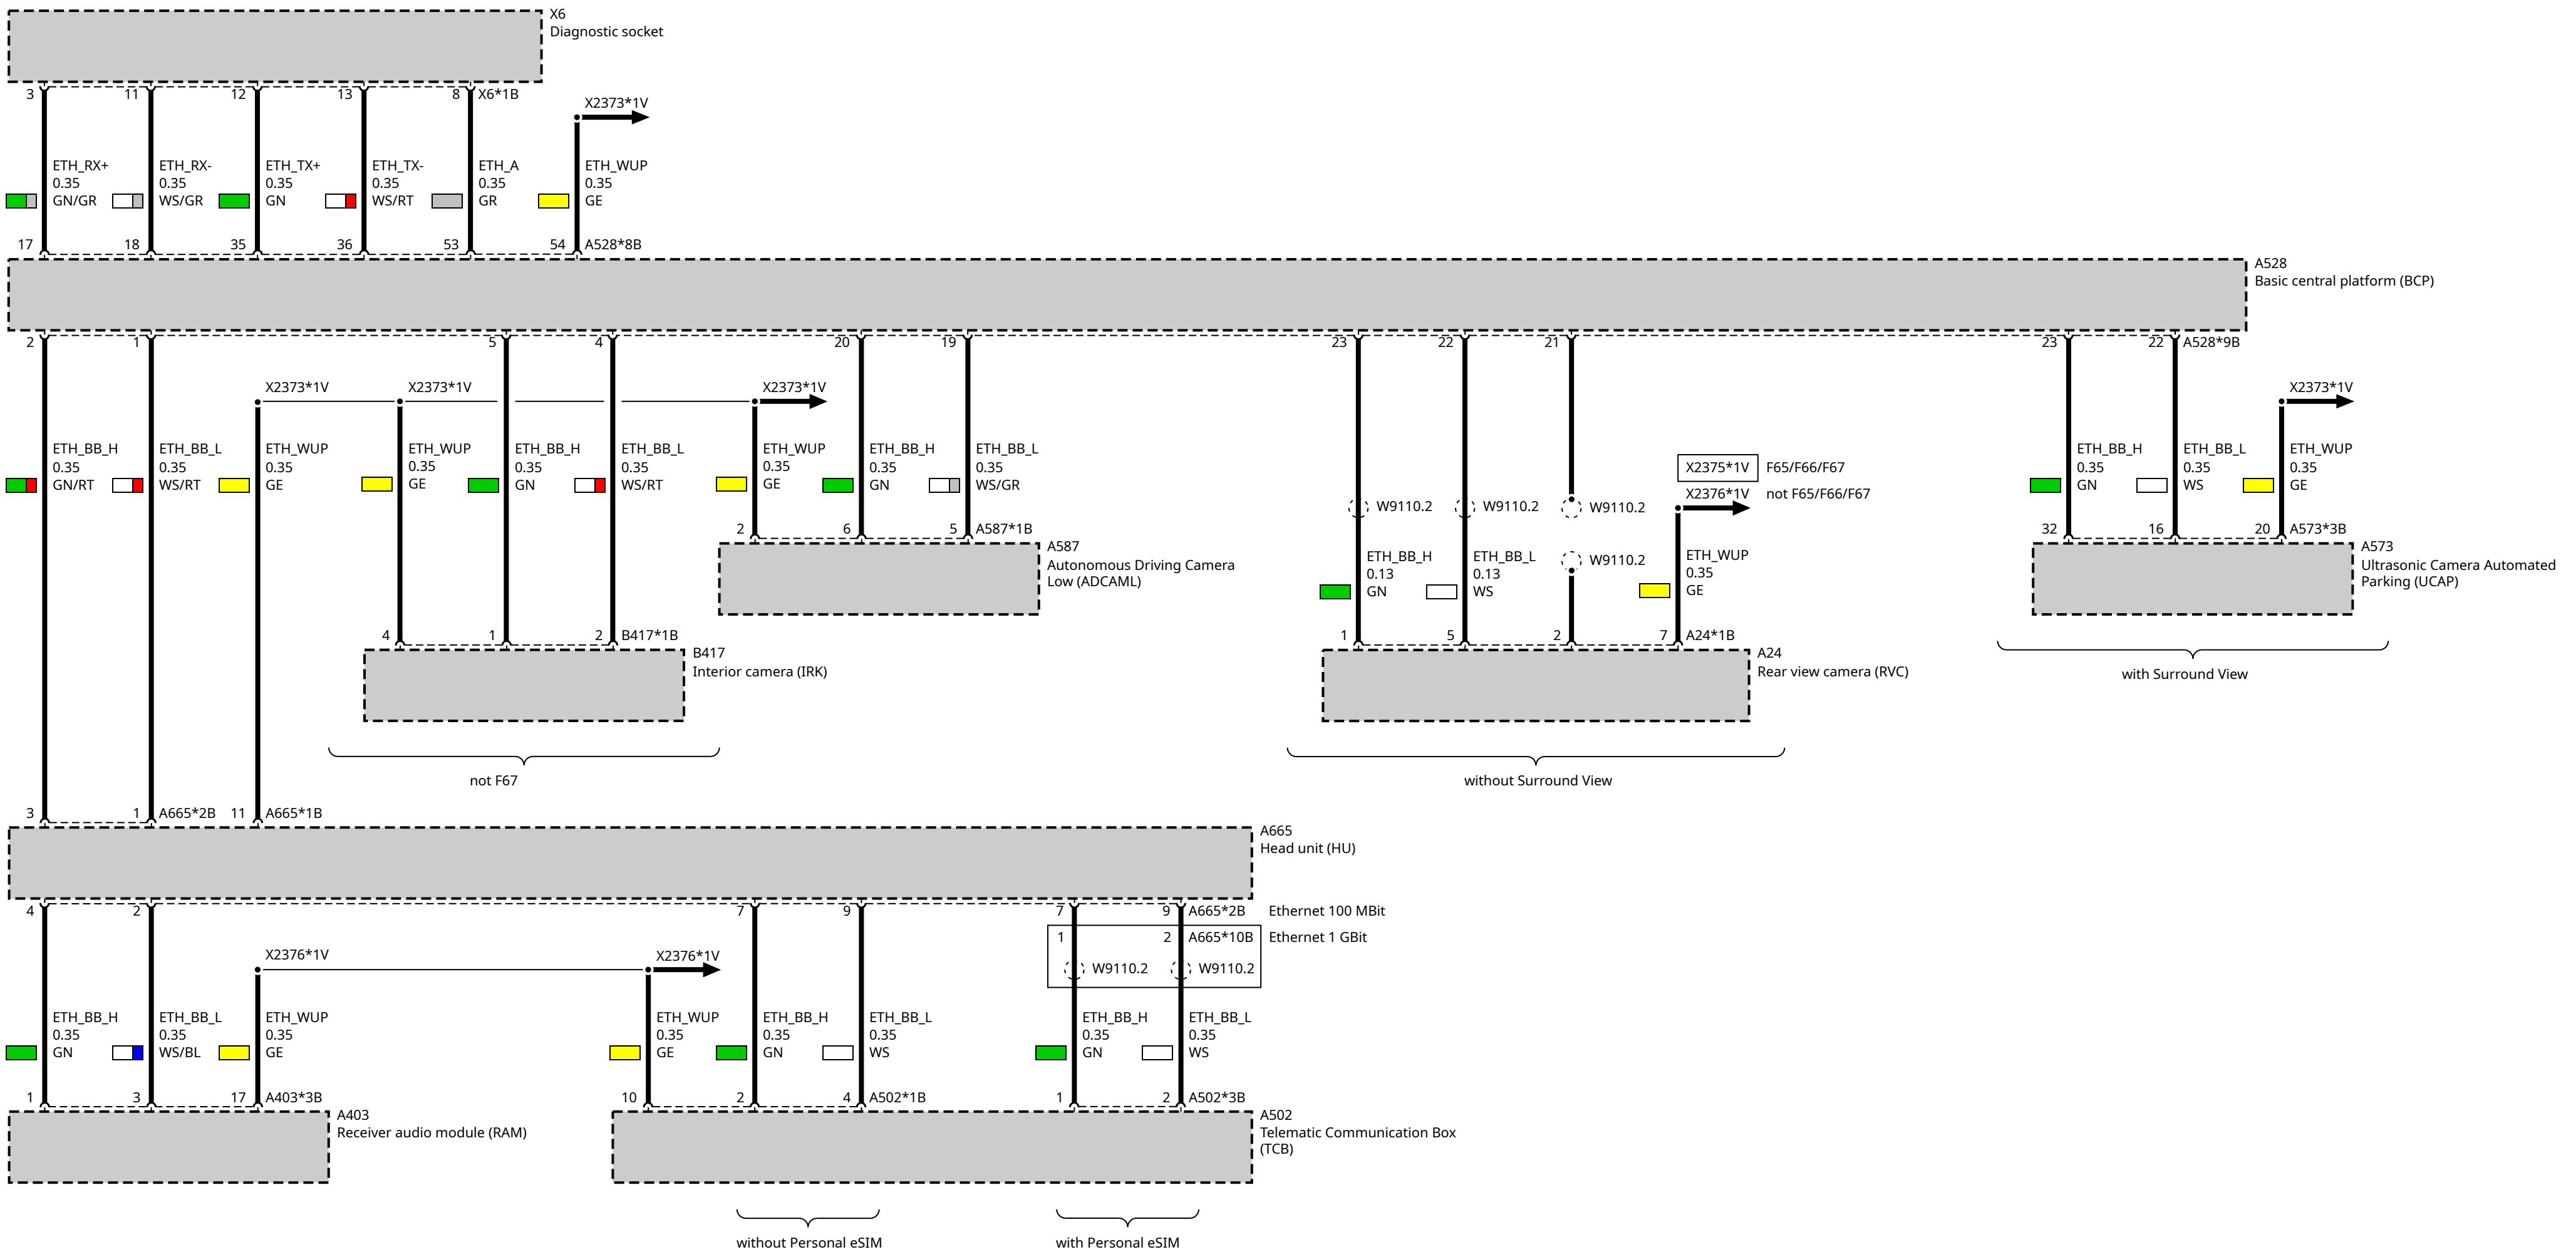 X6
Diagnostic socket
3 11 12 13 8 X6*1B
X2373*1V
ETH_RX+ ETH_RX- ETH_TX+ ETH_TX- ETH_A ETH_WUP
0.35 0.35 0.35 0.35 0.35 0.35
GN/GR WS/GR GN WS/RT GR GE
17 18 35 36 53 54 A528*8B
A528
Basic central platform (BCP)
2 1 5 4 20 19 23 22 21 23 22 A528*9B
X2373*1V X2373*1V X2373*1V X2373*1V
ETH_BB_H ETH_BB_L ETH_WUP ETH_WUP ETH_BB_H ETH_BB_L ETH_WUP ETH_BB_H ETH_BB_L ETH_BB_H ETH_BB_L ETH_WUP
0.35 0.35 0.35 0.35 0.35 0.35 0.35 0.35 0.35 0.35 0.35 0.35
GN/RT WS/RT GE GE GN WS/RT GE GN WS/GR GN WS GE
X2375*1V F65/F66/F67
X2376*1V not F65/F66/F67
W9110.2 W9110.2 W9110.2
2 6 5 A587*1B
32 16 20 A573*3B
A587
Autonomous Driving Camera
Low (ADCAML)
A573
Ultrasonic Camera Automated
Parking (UCAP)
W9110.2
ETH_BB_H ETH_BB_L ETH_WUP
0.13 0.13 0.35
GN WS GE
4 1 2 B417*1B
1 5 2 7 A24*1B
B417
Interior camera (IRK)
A24
Rear view camera (RVC)
with Surround View
not F67
without Surround View
3 1 A665*2B 11 A665*1B
A665
Head unit (HU)
4 2 7 9 7 9 A665*2B Ethernet 100 MBit
1 2 A665*10B Ethernet 1 GBit
X2376*1V X2376*1V
W9110.2 W9110.2
ETH_BB_H ETH_BB_L ETH_WUP ETH_WUP ETH_BB_H ETH_BB_L ETH_BB_H ETH_BB_L
0.35 0.35 0.35 0.35 0.35 0.35 0.35 0.35
GN WS/BL GE GE GN WS GN WS
1 3 17 A403*3B 10 2 4 A502*1B 1 2 A502*3B
A403
Receiver audio module (RAM)
A502
Telematic Communication Box
(TCB)
without Personal eSIM
with Personal eSIM